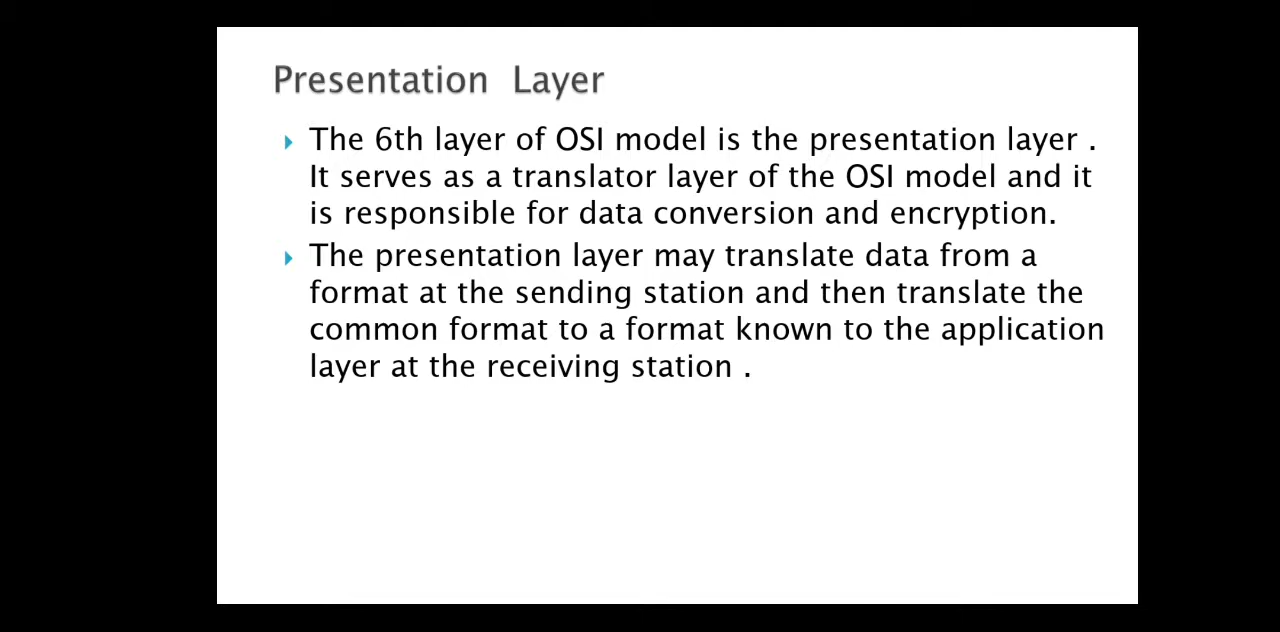 Presentation Layer
The 6th layer of OSI model is the presentation layer .
It serves as a translator layer of the OSI model and it
is responsible for data conversion and encryption.
The presentation layer may translate data from a
format at the sending station and then translate the
common format to a format known to the application
layer at the receiving station .